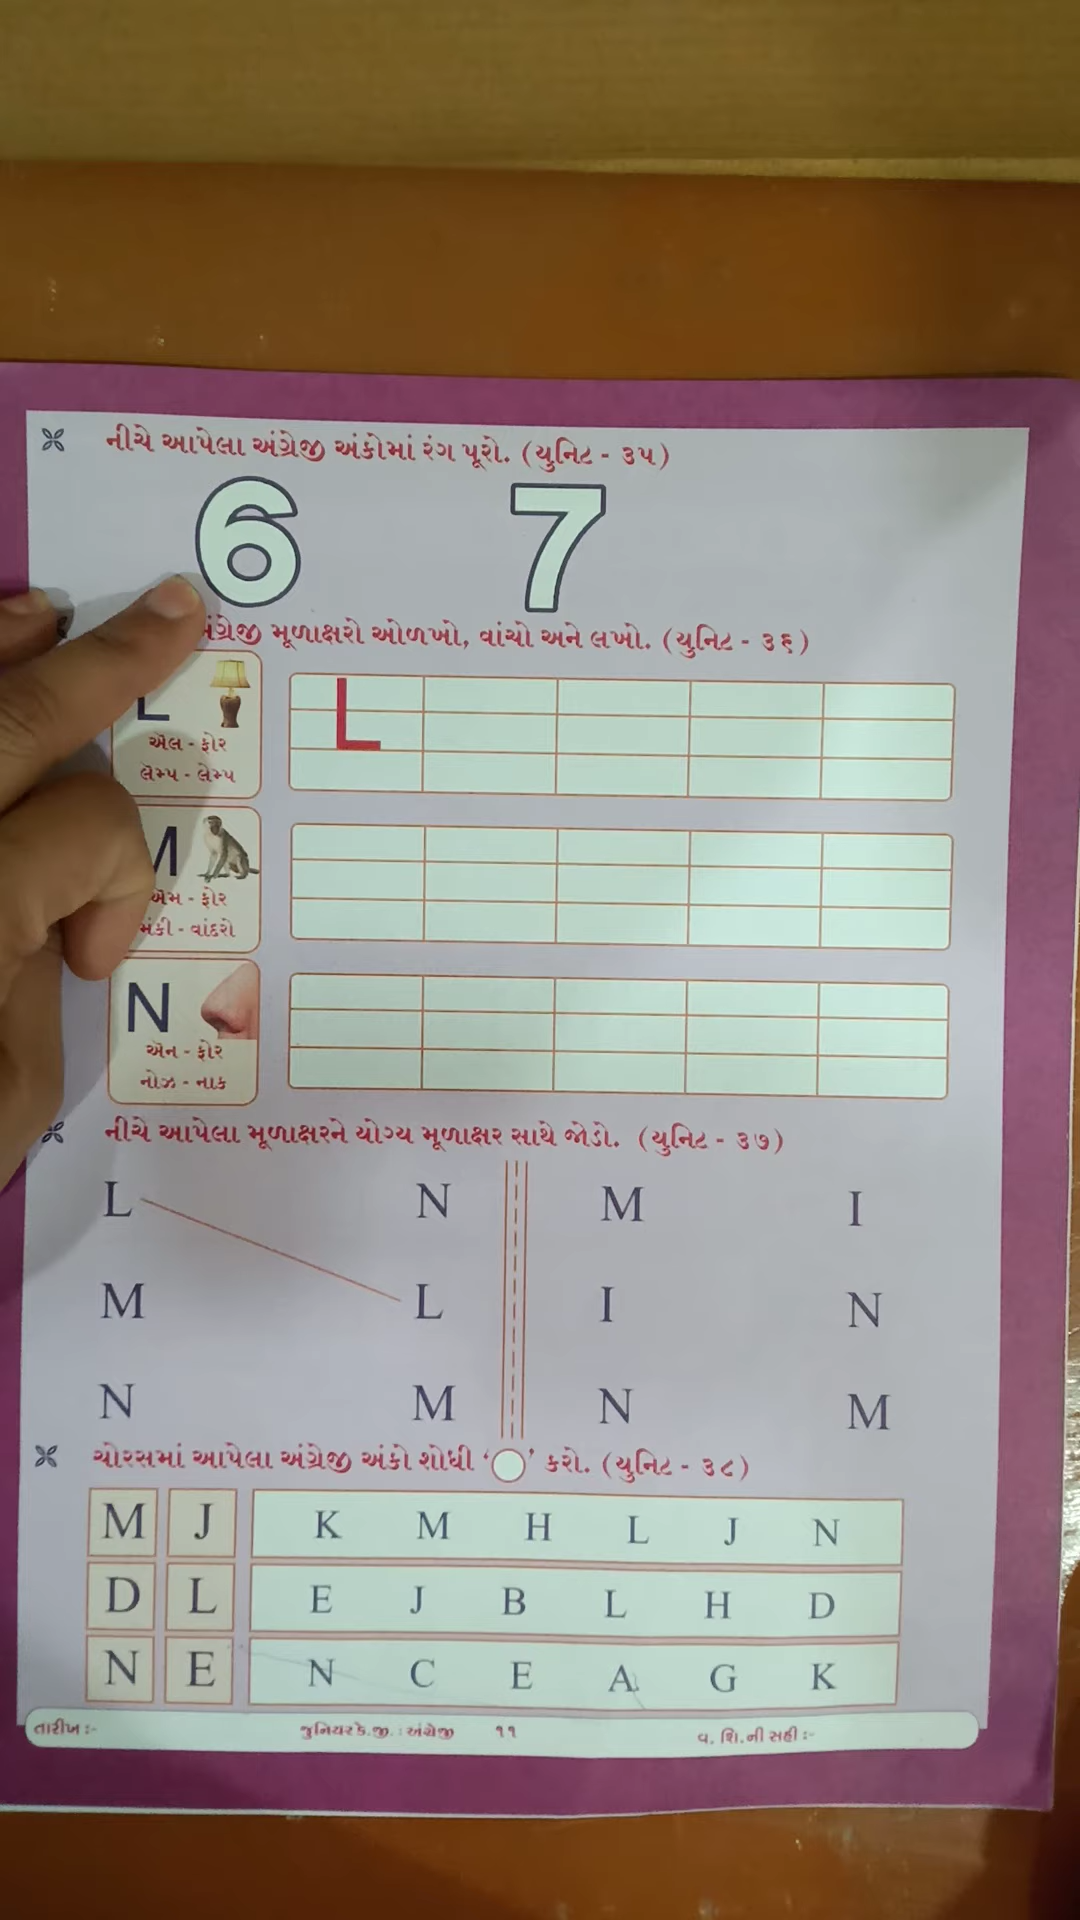 નીચે આપેલા અંગ્રેજી અંકોમાં રંગ પૂરો. (યુનિટ - ૩૫)
6 7
મૂળાક્ષરો ઓળખો, વાંચો અને લખો. (યુનિટ - ૩૬)
L L
એલ - ફોર
લેમ્પ - લેમ્પ
M
એમ - ફોર
મંકી - વાંદરો
N
એન - ફોર
નોઝ - નાક
નીચે આપેલા મૂળાક્ષરને યોગ્ય મૂળાક્ષર સાથે જોડો. (યુનિટ - ૩૭)
L N M I
M L I N
N M N M
ચોરસમાં આપેલા અંગ્રેજી અંકો શોધી ‘ ’ કરો. (યુનિટ - ૩૮)
M J K M H L J N
D L E J B L H D
N E N C E A G K
તારીખ :- જુનિયર કે.જી. : અંગ્રેજી ૧૧ વ. શિ.ની સહી :-